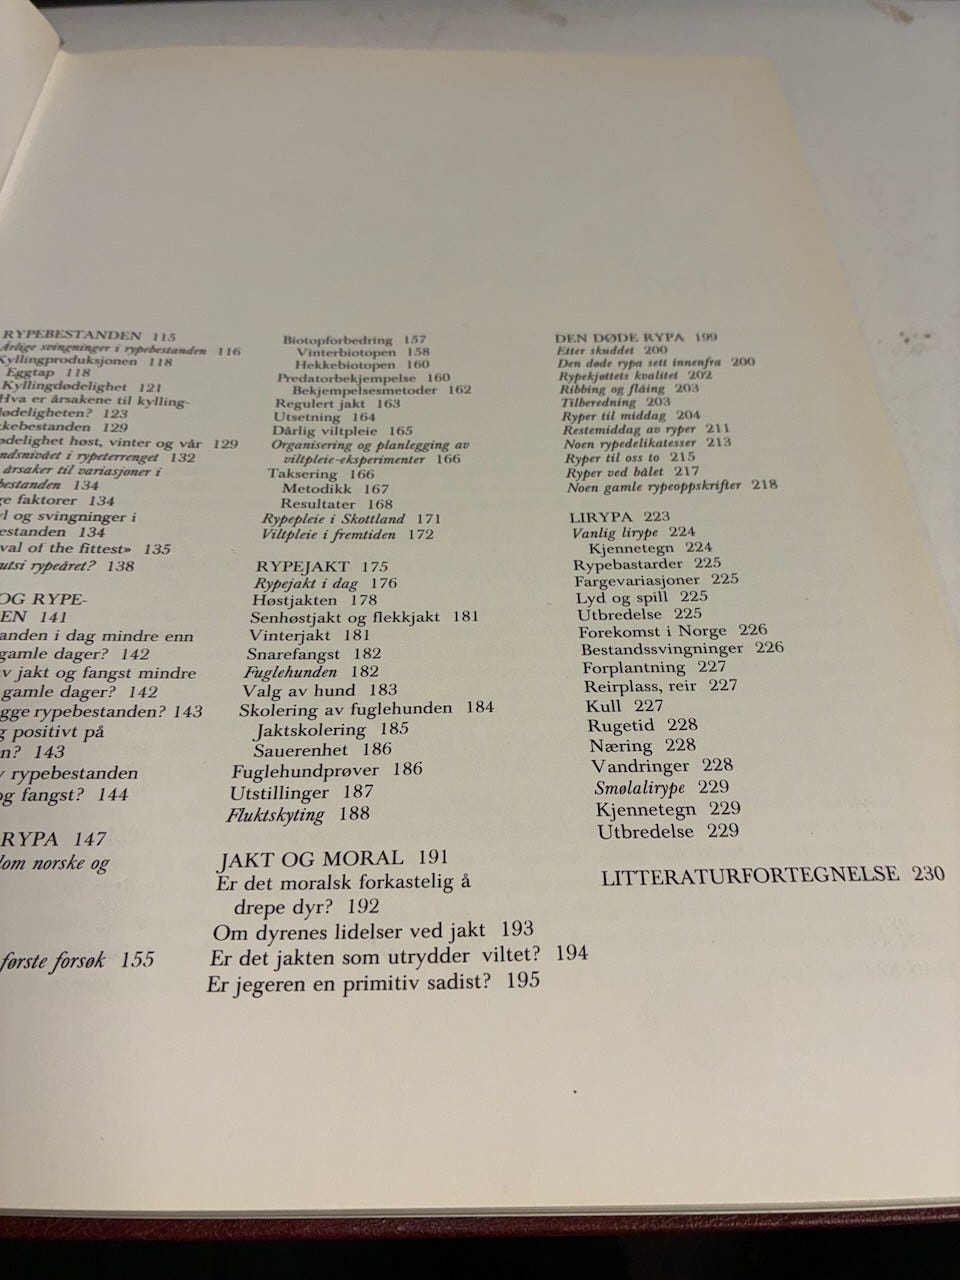 RYPEBESTANDEN 115
Årlige svingninger i rypebestanden 116
Kyllingproduksjonen 118
Eggtap 118
Kyllingdødelighet 121
Hva er årsakene til kylling-
dødeligheten? 123
kkebestanden 129
ødelighet høst, vinter og vår 129
ndsnivået i rypeterrenget 132
årsaker til variasjoner i
bestanden 134
ge faktorer 134
yl og svingninger i
estanden 134
val of the fittest» 135
utsi rypeåret? 138
OG RYPE-
EN 141
anden i dag mindre enn
gamle dager? 142
av jakt og fangst mindre
gamle dager? 142
gge rypebestanden? 143
g positivt på
n? 143
v rypebestanden
og fangst? 144
RYPA 147
lom norske og
første forsøk 155
Biotopforbedring 157
Vinterbiotopen 158
Hekkebiotopen 160
Predatorbekjempelse 160
Bekjempelsesmetoder 162
Regulert jakt 163
Utsetning 164
Dårlig viltpleie 165
Organisering og planlegging av
viltpleie-eksperimenter 166
Taksering 166
Metodikk 167
Resultater 168
Rypepleie i Skottland 171
Viltpleie i fremtiden 172
RYPEJAKT 175
Rypejakt i dag 176
Høstjakten 178
Senhøstjakt og flekkjakt 181
Vinterjakt 181
Snarefangst 182
Fuglehunden 182
Valg av hund 183
Skolering av fuglehunden 184
Jaktskolering 185
Sauerenhet 186
Fuglehundprøver 186
Utstillinger 187
Fluktskyting 188
JAKT OG MORAL 191
Er det moralsk forkastelig å
drepe dyr? 192
Om dyrenes lidelser ved jakt 193
Er det jakten som utrydder viltet? 194
Er jegeren en primitiv sadist? 195
DEN DØDE RYPA 199
Etter skuddet 200
Den døde rypa sett innenfra 200
Rypekjøttets kvalitet 202
Ribbing og flåing 203
Tilberedning 203
Ryper til middag 204
Restemiddag av ryper 211
Noen rypedelikatesser 213
Ryper til oss to 215
Ryper ved bålet 217
Noen gamle rypeoppskrifter 218
LIRYPA 223
Vanlig lirype 224
Kjennetegn 224
Rypebastarder 225
Fargevariasjoner 225
Lyd og spill 225
Utbredelse 225
Forekomst i Norge 226
Bestandssvingninger 226
Forplantning 227
Reirplass, reir 227
Kull 227
Rugetid 228
Næring 228
Vandringer 228
Smølalirype 229
Kjennetegn 229
Utbredelse 229
LITTERATURFORTEGNELSE 230